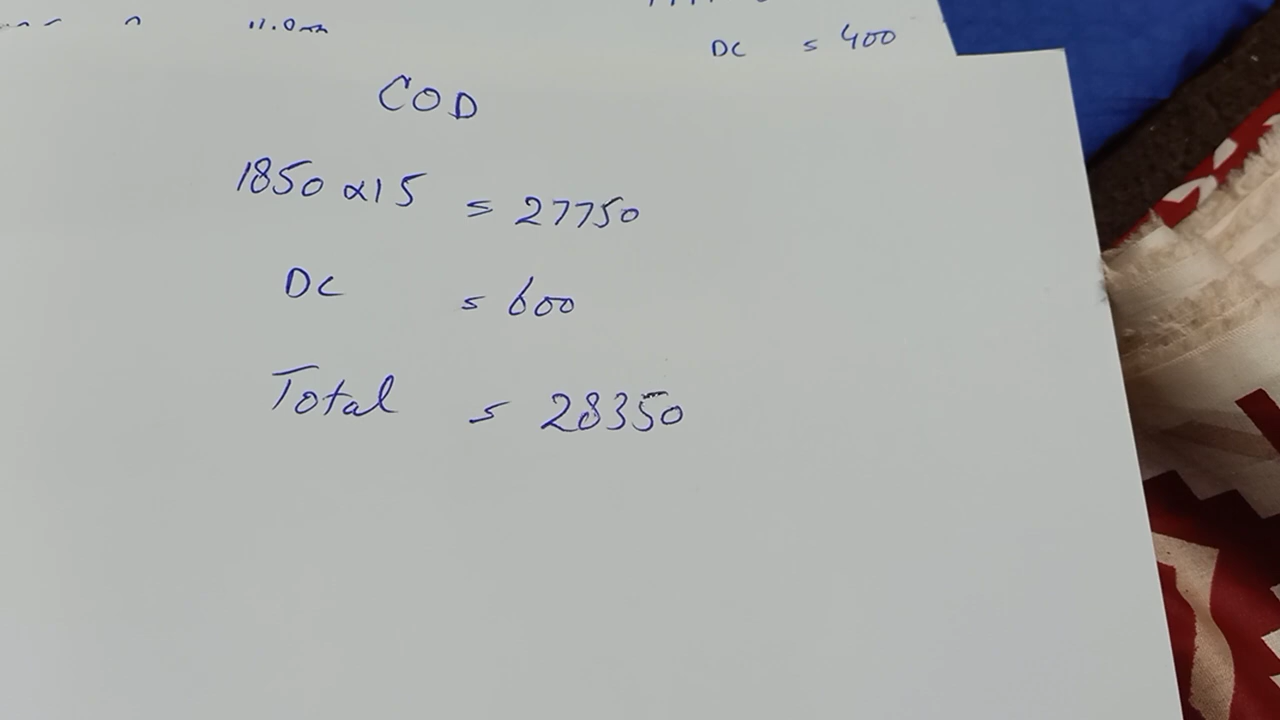 DC = 400
COD
1850 x 15 = 27750
DC = 600
Total = 28350